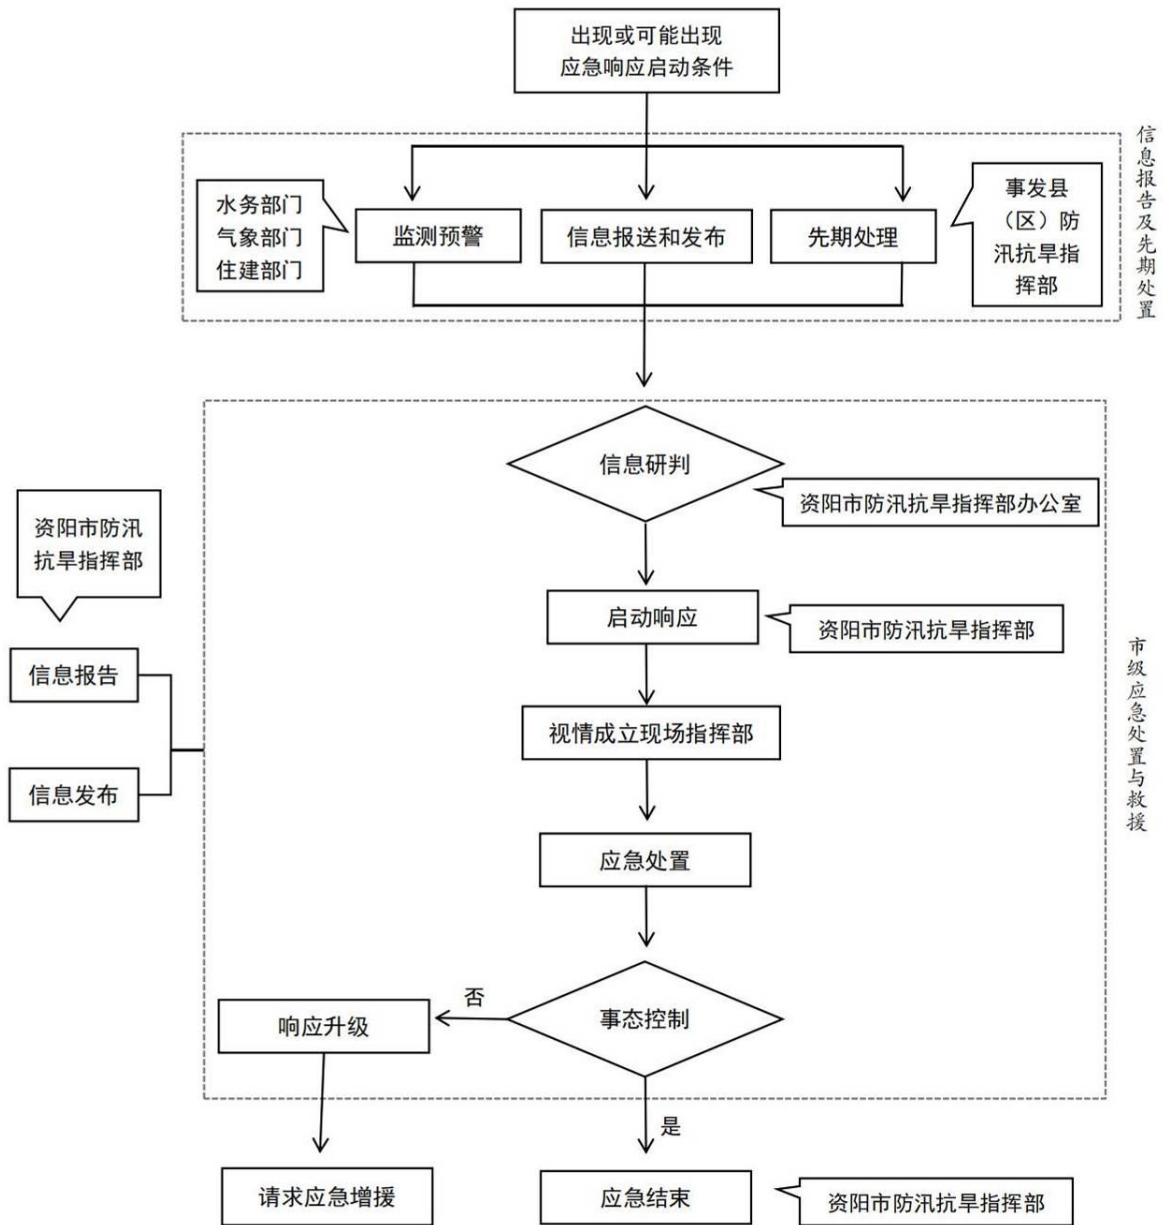 出现或可能出现
应急响应启动条件
信息报告及先期处置
水务部门
气象部门
住建部门
监测预警
信息报送和发布
先期处理
事发县
（区）防
汛抗旱指
挥部
信息研判
资阳市防汛抗旱指挥部办公室
资阳市防汛
抗旱指挥部
启动响应
资阳市防汛抗旱指挥部
信息报告
信息发布
视情成立现场指挥部
市级应急处置与救援
应急处置
事态控制
否
响应升级
是
请求应急增援
应急结束
资阳市防汛抗旱指挥部